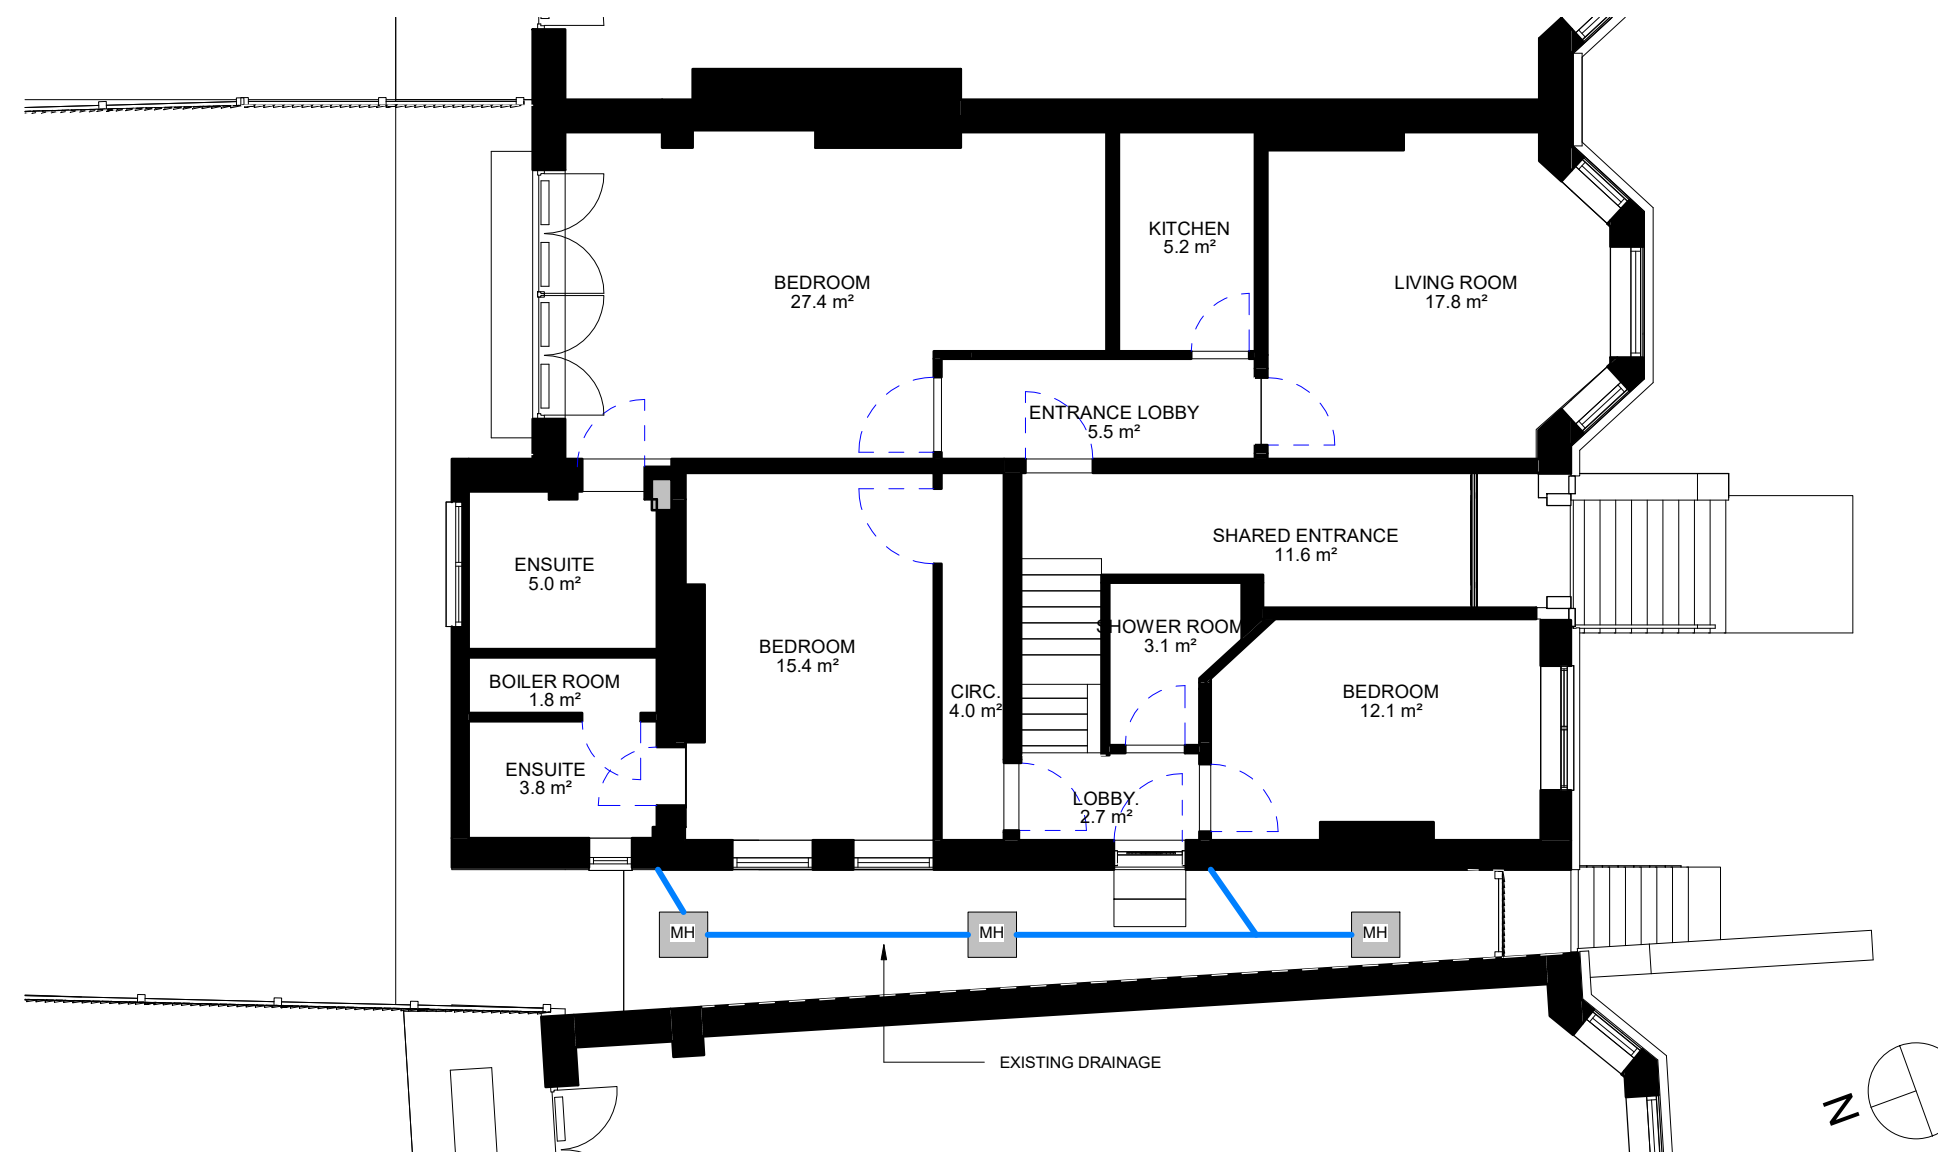 KITCHEN
5.2 m²
BEDROOM
27.4 m²
LIVING ROOM
17.8 m²
ENTRANCE LOBBY
5.5 m²
SHARED ENTRANCE
11.6 m²
ENSUITE
5.0 m²
SHOWER ROOM
3.1 m²
BEDROOM
15.4 m²
BOILER ROOM
1.8 m²
CIRC.
4.0 m²
BEDROOM
12.1 m²
ENSUITE
3.8 m²
LOBBY.
2.7 m²
MH
MH
MH
EXISTING DRAINAGE
N